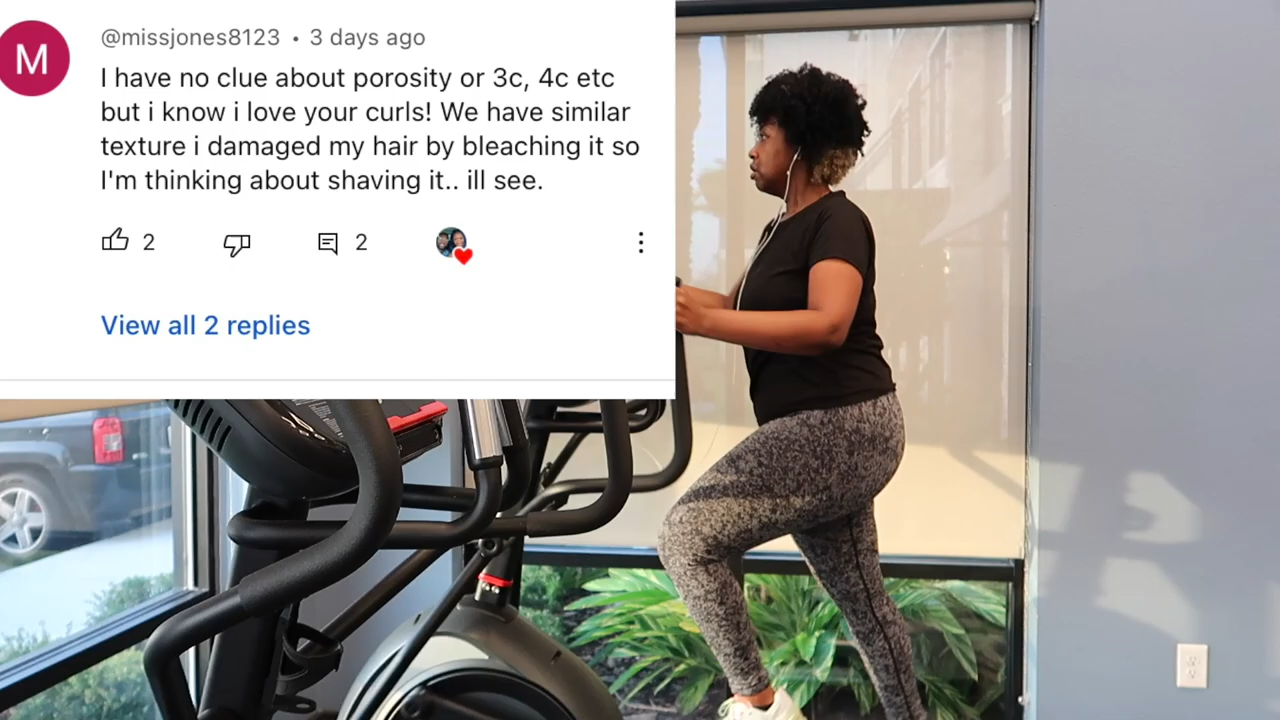 M
@missjones8123 • 3 days ago
I have no clue about porosity or 3c, 4c etc
but i know i love your curls! We have similar
texture i damaged my hair by bleaching it so
I'm thinking about shaving it.. ill see.
2
2
View all 2 replies